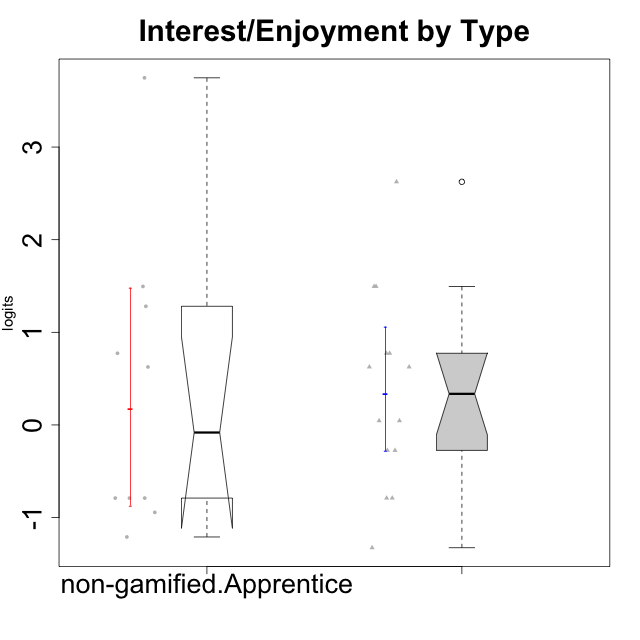 Interest/Enjoyment by Type
3
2
1
0
-1
logits
non-gamified.Apprentice